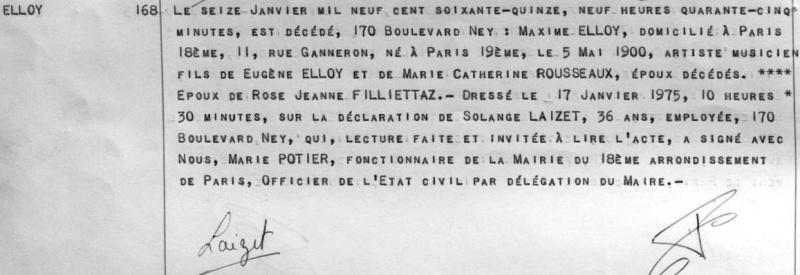 ELLOY 168 LE SEIZE JANVIER MIL NEUF CENT SOIXANTE-QUINZE, NEUF HEURES QUARANTE-CINQ
MINUTES, EST DÉCÉDÉ, 170 BOULEVARD NEY : MAXIME ELLOY, DOMICILIÉ À PARIS
18ÈME, 11, RUE GANNERON, NÉ À PARIS 19ÈME, LE 5 MAI 1900, ARTISTE MUSICIEN
FILS DE EUGÈNE ELLOY ET DE MARIE CATHERINE ROUSSEAUX, ÉPOUX DÉCÉDÉS. ****
EPOUX DE ROSE JEANNE FILLIETTAZ.- DRESSÉ LE 17 JANVIER 1975, 10 HEURES *
30 MINUTES, SUR LA DÉCLARATION DE SOLANGE LAIZET, 36 ANS, EMPLOYÉE, 170
BOULEVARD NEY, QUI, LECTURE FAITE ET INVITÉE À LIRE L'ACTE, A SIGNÉ AVEC
NOUS, MARIE POTIER, FONCTIONNAIRE DE LA MAIRIE DU 18ÈME ARRONDISSEMENT
DE PARIS, OFFICIER DE L'ETAT CIVIL PAR DÉLÉGATION DU MAIRE.-
Laizet